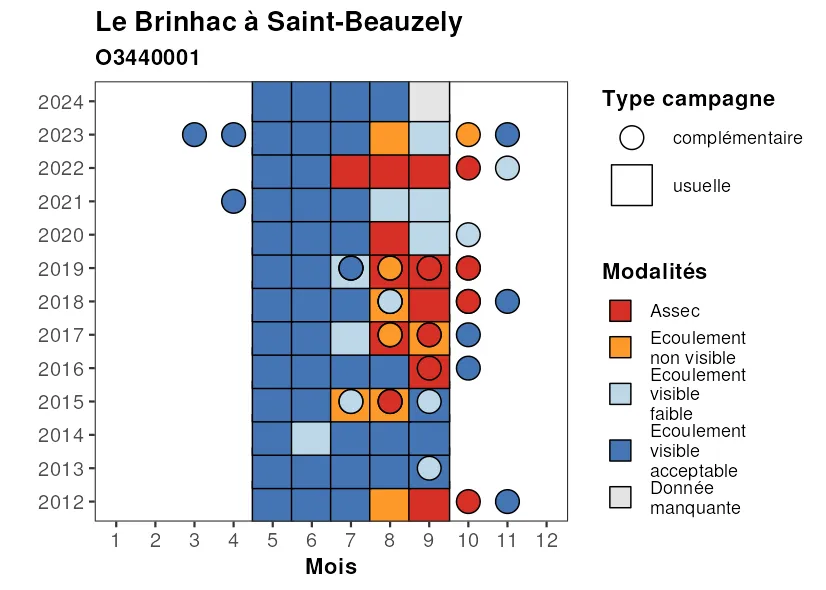 Le Brinhac à Saint-Beauzely
O3440001
2024
2023
2022
2021
2020
2019
2018
2017
2016
2015
2014
2013
2012
1 2 3 4 5 6 7 8 9 10 11 12
Mois
Type campagne
complémentaire
usuelle
Modalités
Assec
Ecoulement
non visible
Ecoulement
visible
faible
Ecoulement
visible
acceptable
Donnée
manquante